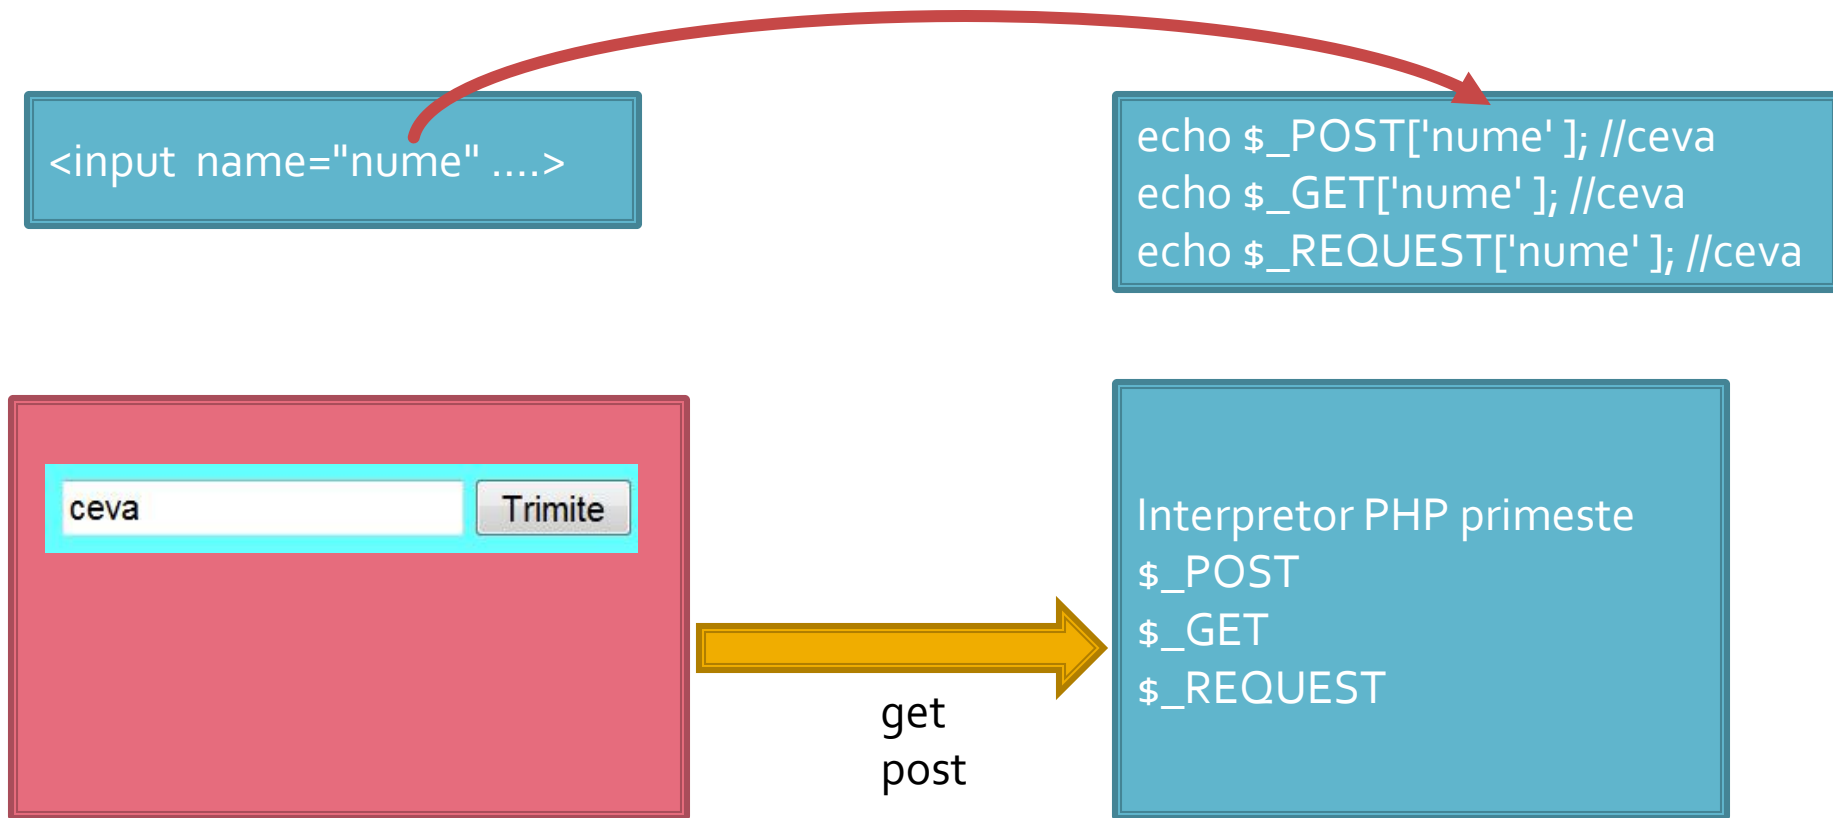 <input name="nume" ....>
echo $_POST['nume' ]; //ceva
echo $_GET['nume' ]; //ceva
echo $_REQUEST['nume' ]; //ceva
ceva
Trimite
get
post
Interpretor PHP primeste
$_POST
$_GET
$_REQUEST